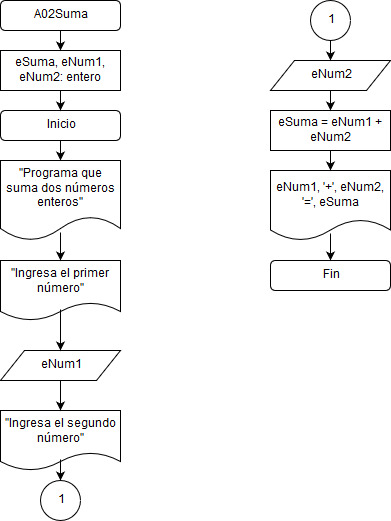 A02Suma
eSuma, eNum1,
eNum2: entero
Inicio
"Programa que
suma dos números
enteros"
"Ingresa el primer
número"
eNum1
"Ingresa el segundo
número"
1
1
eNum2
eSuma = eNum1 +
eNum2
eNum1, '+', eNum2,
'=', eSuma
Fin